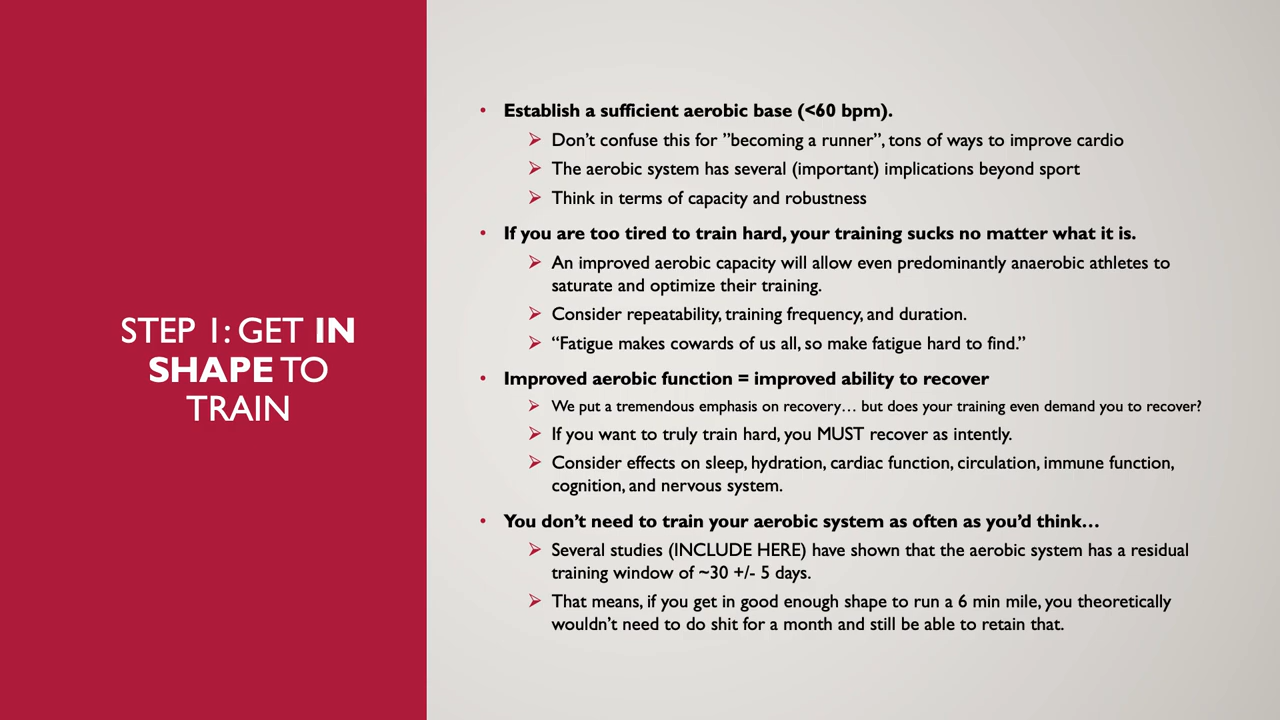 STEP 1: GET IN
SHAPE TO
TRAIN
• Establish a sufficient aerobic base (<60 bpm).
➢ Don’t confuse this for ”becoming a runner”, tons of ways to improve cardio
➢ The aerobic system has several (important) implications beyond sport
➢ Think in terms of capacity and robustness
• If you are too tired to train hard, your training sucks no matter what it is.
➢ An improved aerobic capacity will allow even predominantly anaerobic athletes to
saturate and optimize their training.
➢ Consider repeatability, training frequency, and duration.
➢ “Fatigue makes cowards of us all, so make fatigue hard to find.”
• Improved aerobic function = improved ability to recover
➢ We put a tremendous emphasis on recovery… but does your training even demand you to recover?
➢ If you want to truly train hard, you MUST recover as intently.
➢ Consider effects on sleep, hydration, cardiac function, circulation, immune function,
cognition, and nervous system.
• You don’t need to train your aerobic system as often as you’d think…
➢ Several studies (INCLUDE HERE) have shown that the aerobic system has a residual
training window of ~30 +/- 5 days.
➢ That means, if you get in good enough shape to run a 6 min mile, you theoretically
wouldn’t need to do shit for a month and still be able to retain that.